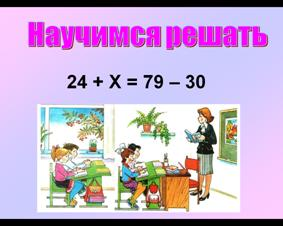 Научимся решать
24 + X = 79 – 30